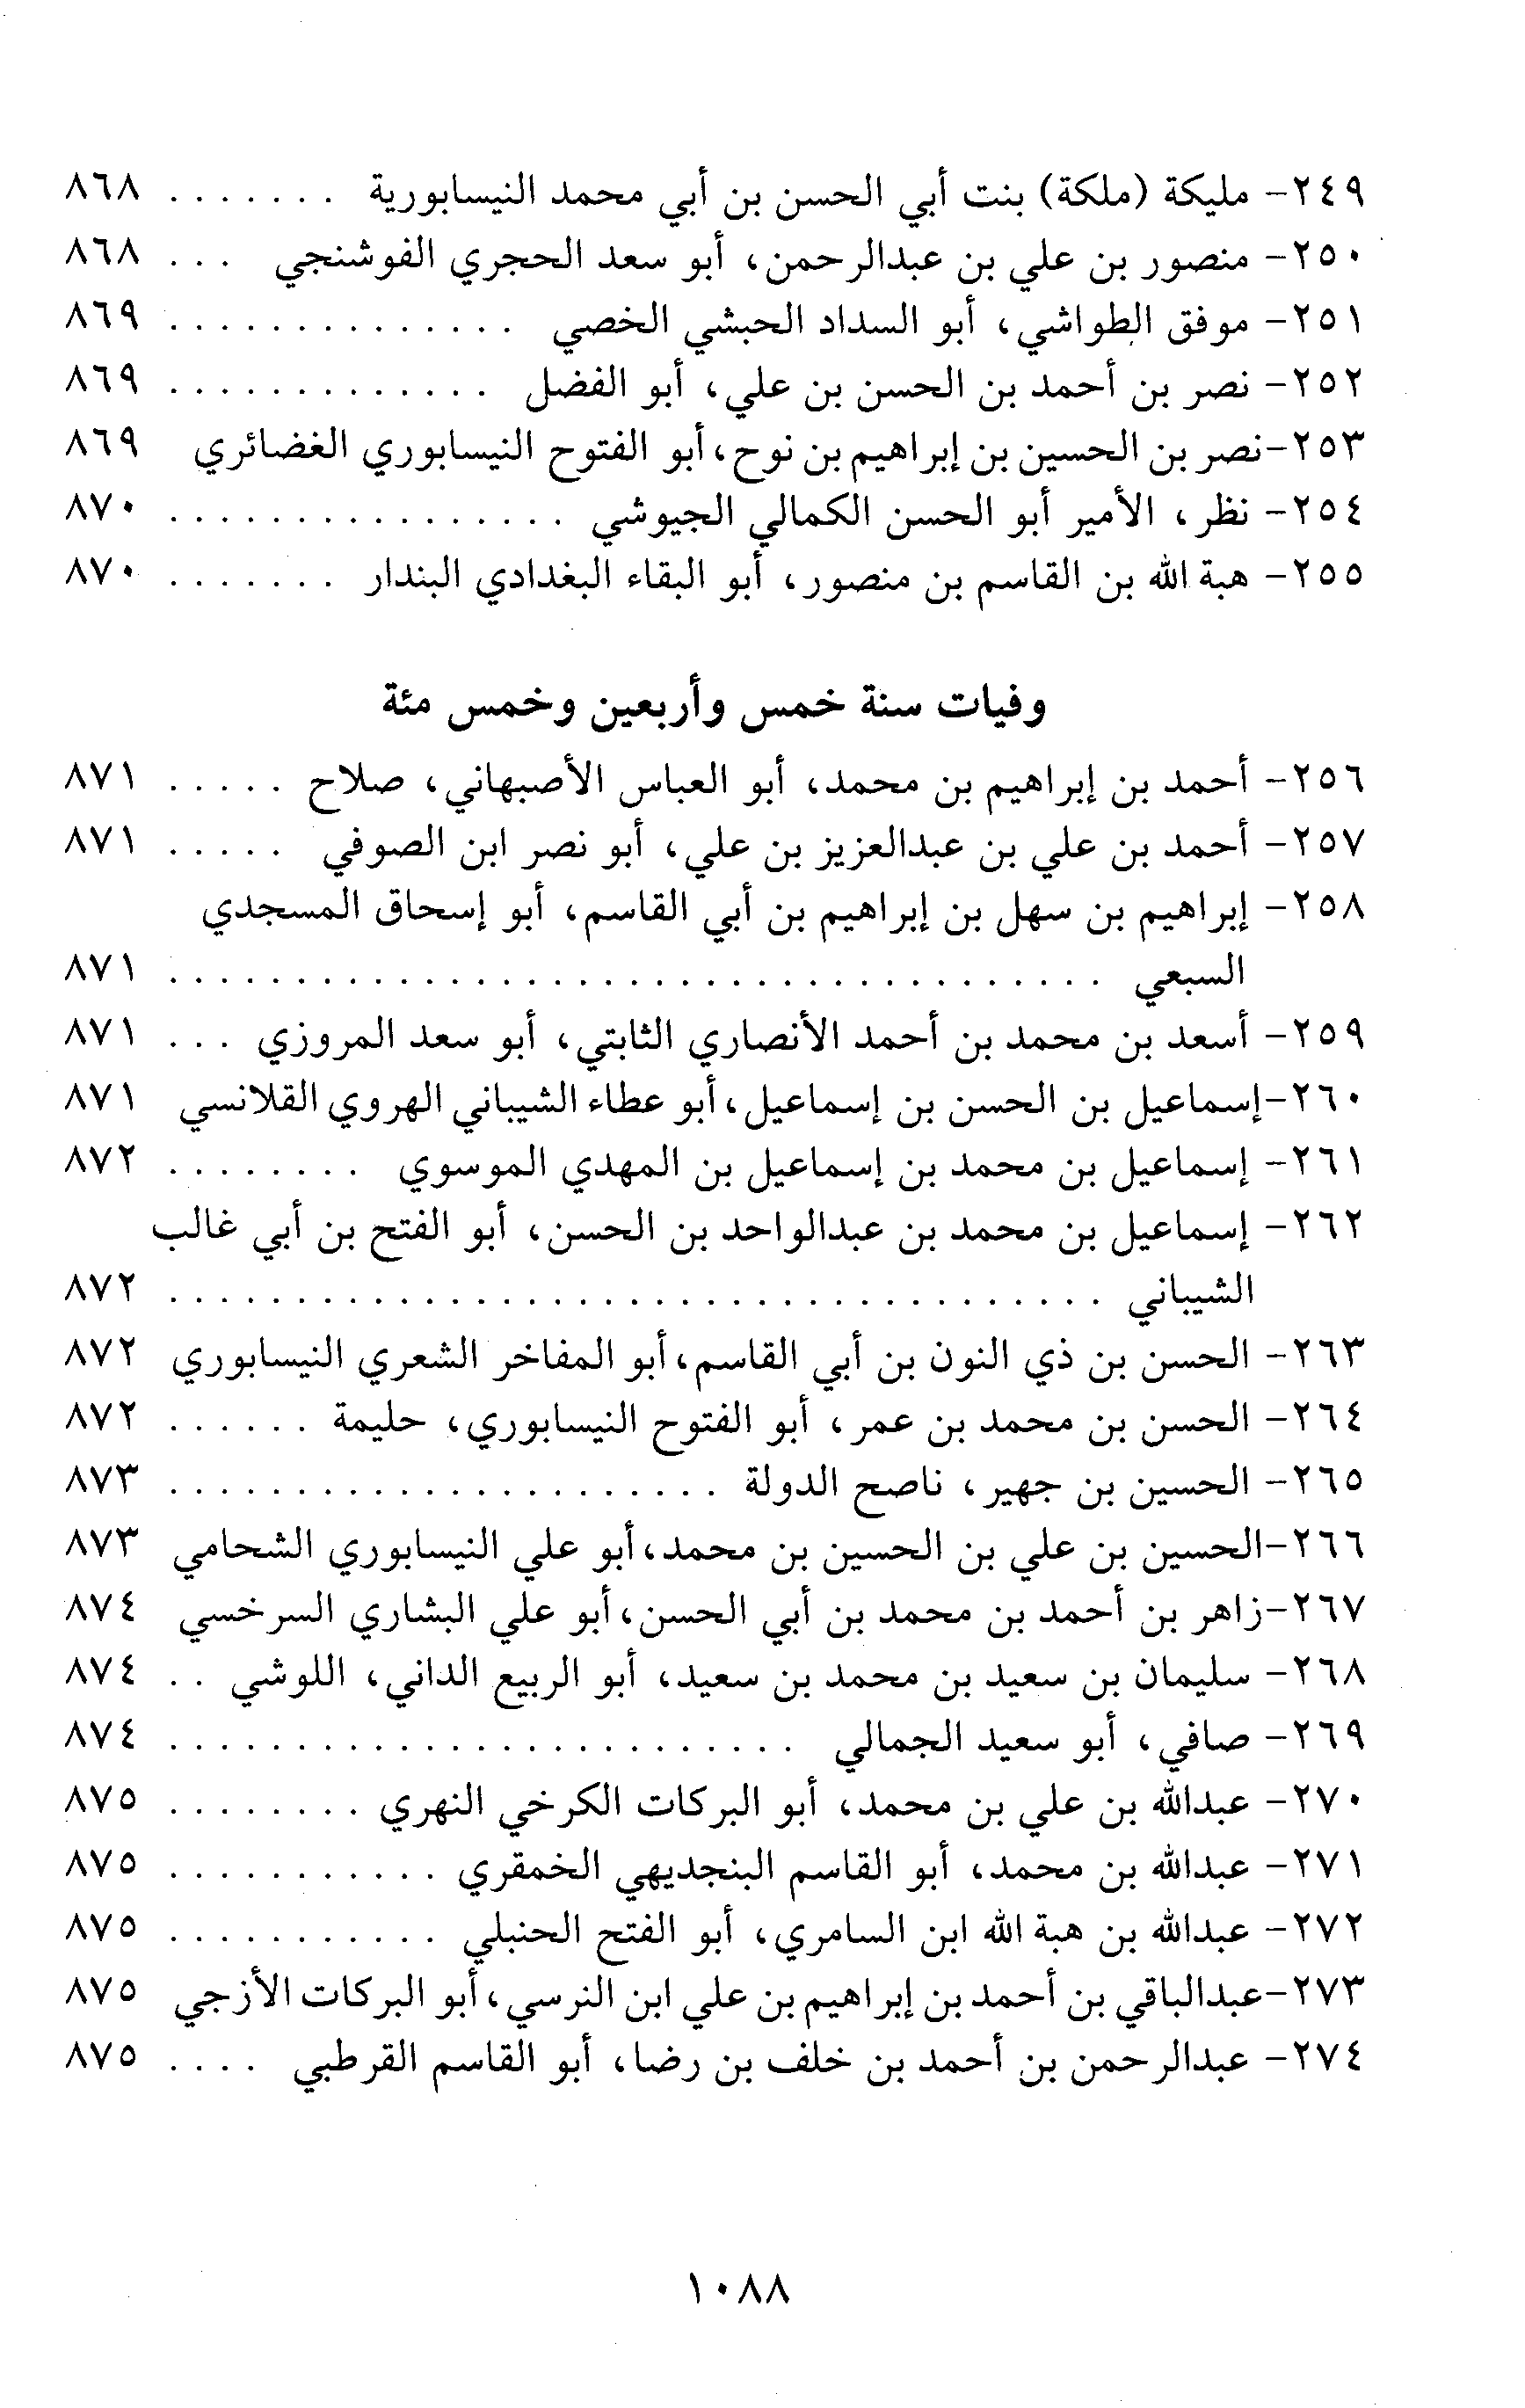 ٢٤٩- مليكة (ملكة) بنت أبي الحسن بن أبي محمد النيسابورية . . . . . . . ٨٦٨
٢٥٠- منصور بن علي بن عبدالرحمن، أبو سعد الحجري الفوشنجي . . . ٨٦٨
٢٥١- موفق الطواشي، أبو السداد الحبشي الخصي . . . . . . . . . . . . . . ٨٦٩
٢٥٢- نصر بن أحمد بن الحسن بن علي، أبو الفضل . . . . . . . . . . . . . ٨٦٩
٢٥٣-نصر بن الحسين بن إبراهيم بن نوح، أبو الفتوح النيسابوري الغضائري ٨٦٩
٢٥٤- نظر، الأمير أبو الحسن الكمالي الجيوشي . . . . . . . . . . . . . . . . ٨٧٠
٢٥٥- هبة الله بن القاسم بن منصور، أبو البقاء البغدادي البندار . . . . . . . ٨٧٠
وفيات سنة خمس وأربعين وخمس مئة
٢٥٦- أحمد بن إبراهيم بن محمد، أبو العباس الأصبهاني، صلاح . . . . . ٨٧١
٢٥٧- أحمد بن علي بن عبدالعزيز بن علي، أبو نصر ابن الصوفي . . . . . ٨٧١
٢٥٨- إبراهيم بن سهل بن إبراهيم بن أبي القاسم، أبو إسحاق المسجدي
السبعي . . . . . . . . . . . . . . . . . . . . . . . . . . . . . . . . . . . . . ٨٧١
٢٥٩- أسعد بن محمد بن أحمد الأنصاري الثابتي، أبو سعد المروزي . . . ٨٧١
٢٦٠-إسماعيل بن الحسن بن إسماعيل، أبو عطاء الشيباني الهروي القلانسي ٨٧١
٢٦١- إسماعيل بن محمد بن إسماعيل بن المهدي الموسوي . . . . . . . . ٨٧٢
٢٦٢- إسماعيل بن محمد بن عبدالواحد بن الحسن، أبو الفتح بن أبي غالب
الشيباني . . . . . . . . . . . . . . . . . . . . . . . . . . . . . . . . . . . . . ٨٧٢
٢٦٣- الحسن بن ذي النون بن أبي القاسم، أبو المفاخر الشعري النيسابوري ٨٧٢
٢٦٤- الحسن بن محمد بن عمر، أبو الفتوح النيسابوري، حليمة . . . . . . ٨٧٢
٢٦٥- الحسين بن جهير، ناصح الدولة . . . . . . . . . . . . . . . . . . . . . . ٨٧٣
٢٦٦-الحسين بن علي بن الحسين بن محمد، أبو علي النيسابوري الشحامي ٨٧٣
٢٦٧-زاهر بن أحمد بن محمد بن أبي الحسن، أبو علي البشاري السرخسي ٨٧٤
٢٦٨- سليمان بن سعيد بن محمد بن سعيد، أبو الربيع الداني، اللوشي . . ٨٧٤
٢٦٩- صافي، أبو سعيد الجمالي . . . . . . . . . . . . . . . . . . . . . . . . . ٨٧٤
٢٧٠- عبدالله بن علي بن محمد، أبو البركات الكرخي النهري . . . . . . . . ٨٧٥
٢٧١- عبدالله بن محمد، أبو القاسم البنجديهي الخمقري . . . . . . . . . . . ٨٧٥
٢٧٢- عبدالله بن هبة الله ابن السامري، أبو الفتح الحنبلي . . . . . . . . . . . ٨٧٥
٢٧٣-عبدالباقي بن أحمد بن إبراهيم بن علي ابن النرسي، أبو البركات الأزجي ٨٧٥
٢٧٤- عبدالرحمن بن أحمد بن خلف بن رضا، أبو القاسم القرطبي . . . . ٨٧٥
١٠٨٨